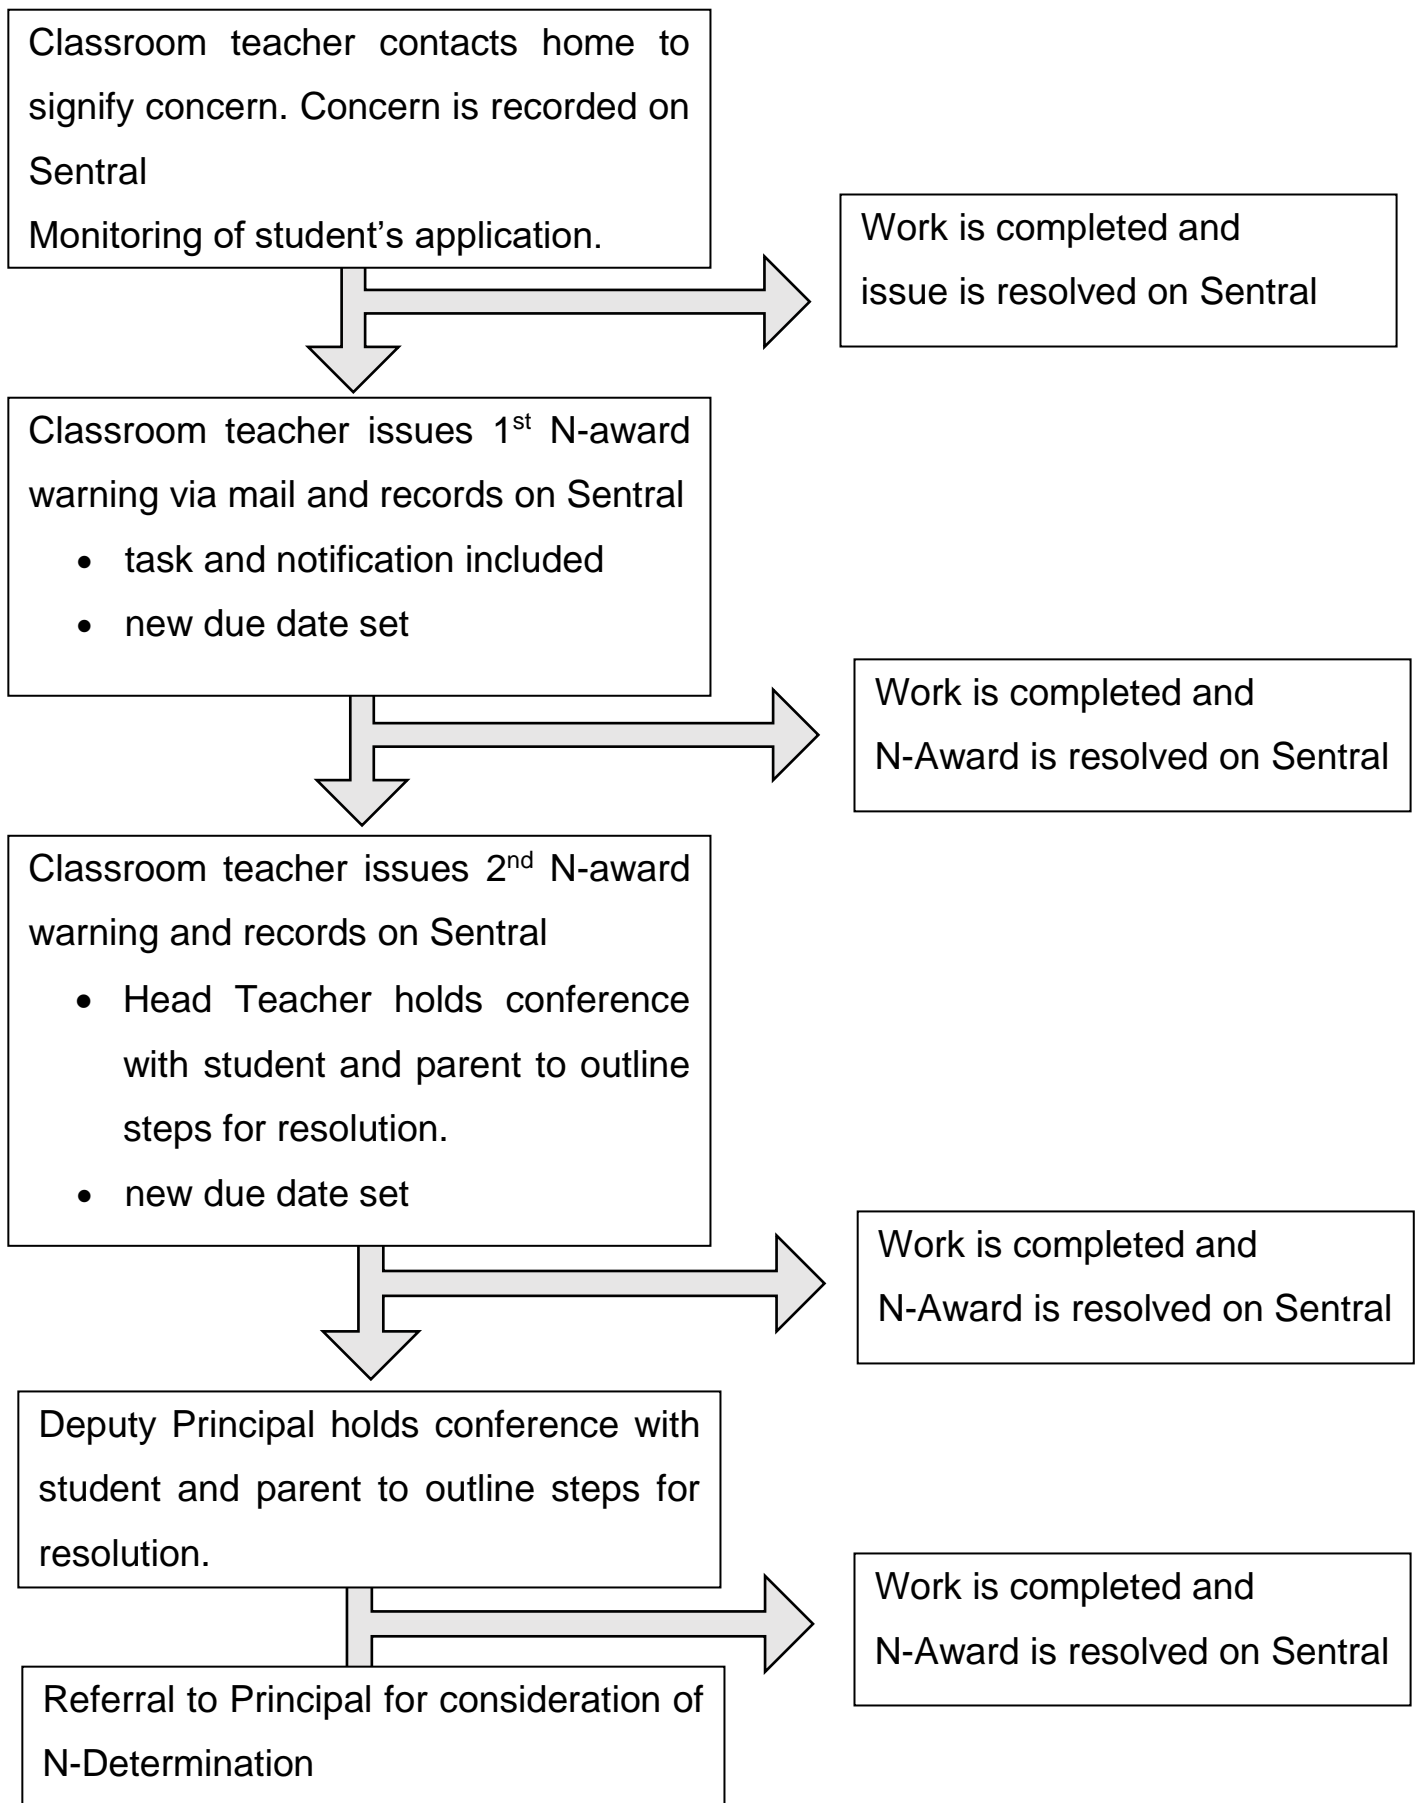 Classroom teacher contacts home to
signify concern. Concern is recorded on
Sentral
Monitoring of student’s application.
Work is completed and
issue is resolved on Sentral
Classroom teacher issues 1st N-award
warning via mail and records on Sentral
• task and notification included
• new due date set
Work is completed and
N-Award is resolved on Sentral
Classroom teacher issues 2nd N-award
warning and records on Sentral
• Head Teacher holds conference
with student and parent to outline
steps for resolution.
• new due date set
Work is completed and
N-Award is resolved on Sentral
Deputy Principal holds conference with
student and parent to outline steps for
resolution.
Work is completed and
N-Award is resolved on Sentral
Referral to Principal for consideration of
N-Determination